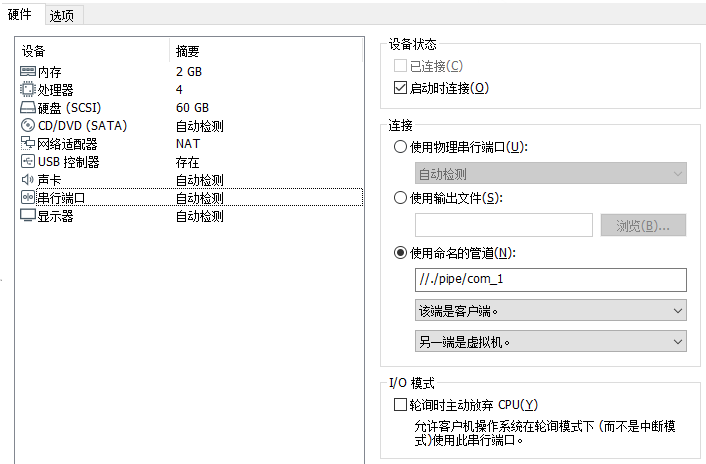 硬件 选项
设备 摘要
内存 2 GB
处理器 4
硬盘 (SCSI) 60 GB
CD/DVD (SATA) 自动检测
网络适配器 NAT
USB 控制器 存在
声卡 自动检测
串行端口 自动检测
显示器 自动检测
设备状态
已连接(C)
启动时连接(O)
连接
使用物理串行端口(U):
自动检测
使用输出文件(S):
浏览(B)...
使用命名的管道(N):
//./pipe/com_1
该端是客户端。
另一端是虚拟机。
I/O 模式
轮询时主动放弃 CPU(Y)
允许客户机操作系统在轮询模式下 (而不是中断模
式)使用此串行端口。